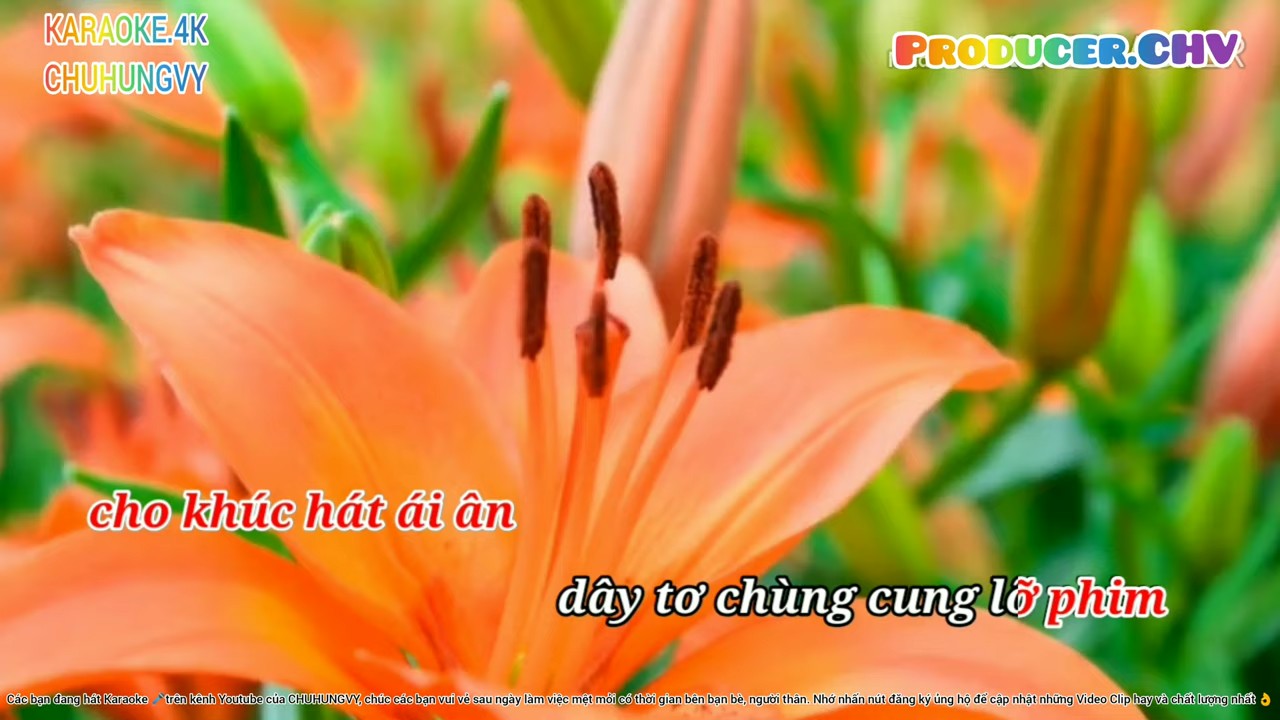 KARAOKE.4K
CHUHUNGVY
PRODUCER.CHV
cho khúc hát ái ân
dây tơ chùng cung lỡ phim
Các bạn đang hát Karaoke 🎤trên kênh Youtube của CHUHUNGVY, chúc các bạn vui vẻ sau ngày làm việc mệt mỏi có thời gian bên bạn bè, người thân. Nhớ nhấn nút đăng ký ủng hộ để cập nhật những Video Clip hay và chất lượng nhất 👌